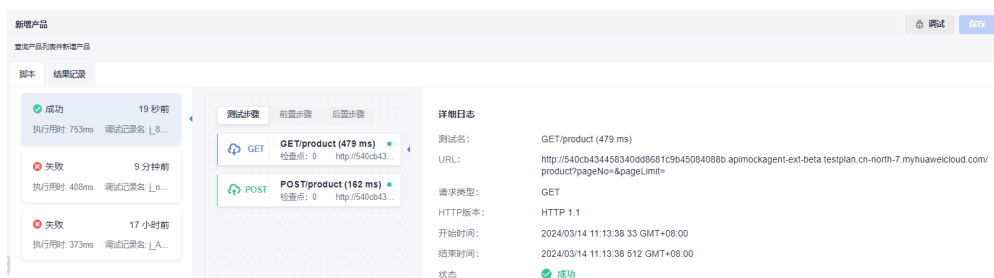 新增产品
调试
保存
查询产品列表并新增产品
脚本
结果记录
成功 19 秒前
执行用时: 753ms 调试记录名: j_8...
失败 9 分钟前
执行用时: 408ms 调试记录名: j_n...
失败 17 小时前
执行用时: 373ms 调试记录名: j_A...
测试步骤 前置步骤 后置步骤
GET GET/product (479 ms)
检查点: 0 http://540cb43...
POST POST/product (162 ms)
检查点: 0 http://540cb43...
详细日志
测试名: GET/product (479 ms)
URL: http://540cb434458340dd8681c9b45084088b.apimockagent-ext-beta.testplan.cn-north-7.myhuaweicloud.com/
product?pageNo=&pageLimit=
请求类型: GET
HTTP版本: HTTP 1.1
开始时间: 2024/03/14 11:13:38 33 GMT+08:00
结束时间: 2024/03/14 11:13:38 512 GMT+08:00
状态 成功